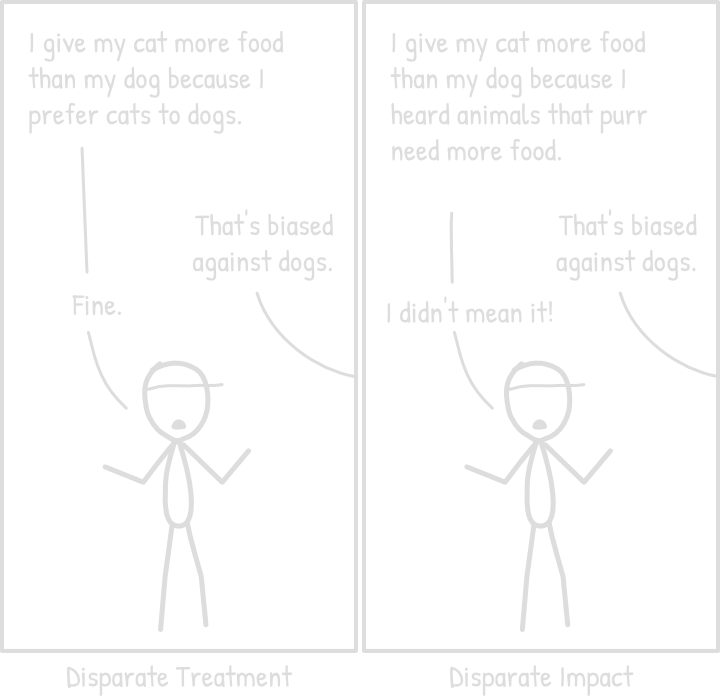 I give my cat more food
than my dog because I
prefer cats to dogs.
That's biased
against dogs.
Fine.
Disparate Treatment
I give my cat more food
than my dog because I
heard animals that purr
need more food.
That's biased
against dogs.
I didn't mean it!
Disparate Impact